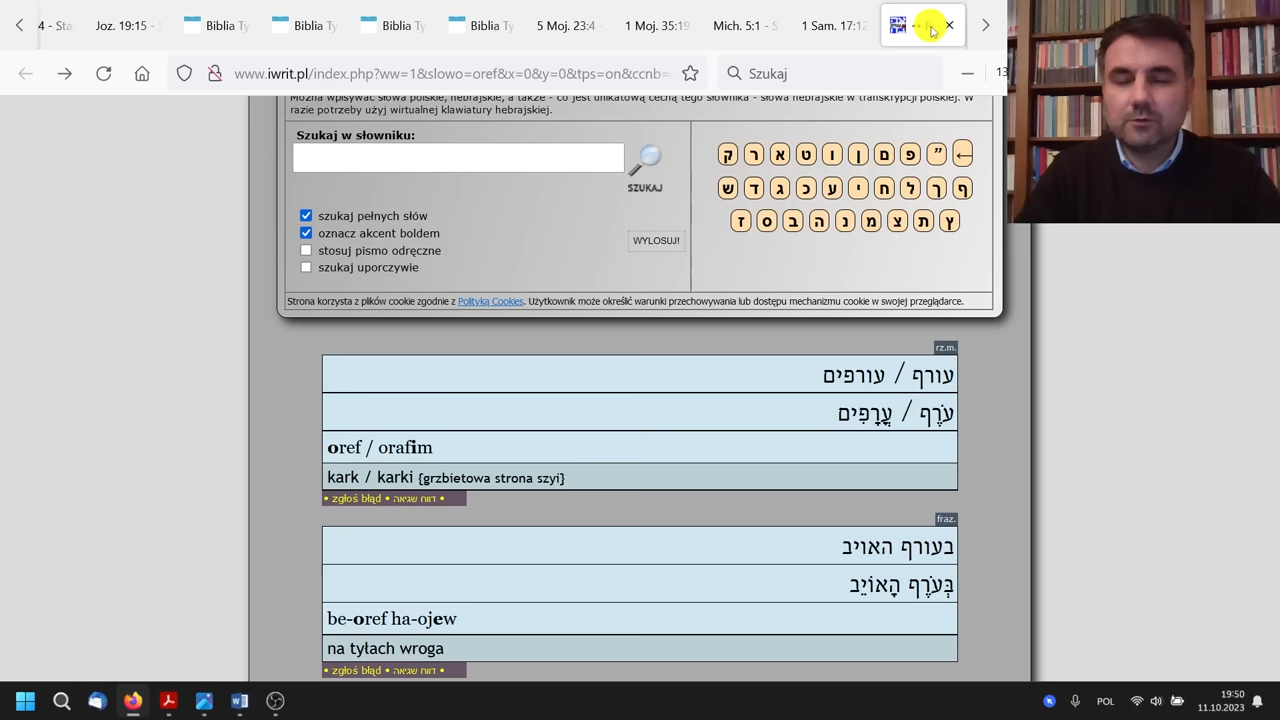 4 - Sta
Joz. 19:15 - S
Biblia Ty
Biblia Ty
Biblia Ty
Biblia Ty
5 Moj. 23:4
1 Moj. 35:19
Mich. 5:1 - S
1 Sam. 17:12
www.iwrit.pl/index.php?ww=1&slowo=oref&x=0&y=0&tps=on&ccnb=
Szukaj
13
Można wpisywać słowa polskie, hebrajskie, a także - co jest unikatową cechą tego słownika - słowa hebrajskie w transkrypcji polskiej. W
razie potrzeby użyj wirtualnej klawiatury hebrajskiej.
Szukaj w słowniku:
SZUKAJ
szukaj pełnych słów
oznacz akcent boldem
stosuj pismo odręczne
szukaj uporczywie
WYLOSUJ!
ק ר א ט ו ן ם פ ” ←
ש ד ג כ ע י ח ל ך ף
ז ס ב ה נ מ צ ת ץ
Strona korzysta z plików cookie zgodnie z Polityką Cookies. Użytkownik może określić warunki przechowywania lub dostępu mechanizmu cookie w swojej przeglądarce.
rz.m.
עורף / עורפים
עֹרֶף / עֳרָפִים
oref / orafim
kark / karki {grzbietowa strona szyi}
• zgłoś błąd • דווח שגיאה •
fraz.
בעורף האויב
בְּעֹרֶף הָאוֹיֵב
be-oref ha-ojew
na tyłach wroga
• zgłoś błąd • דווח שגיאה •
POL
19:50
11.10.2023